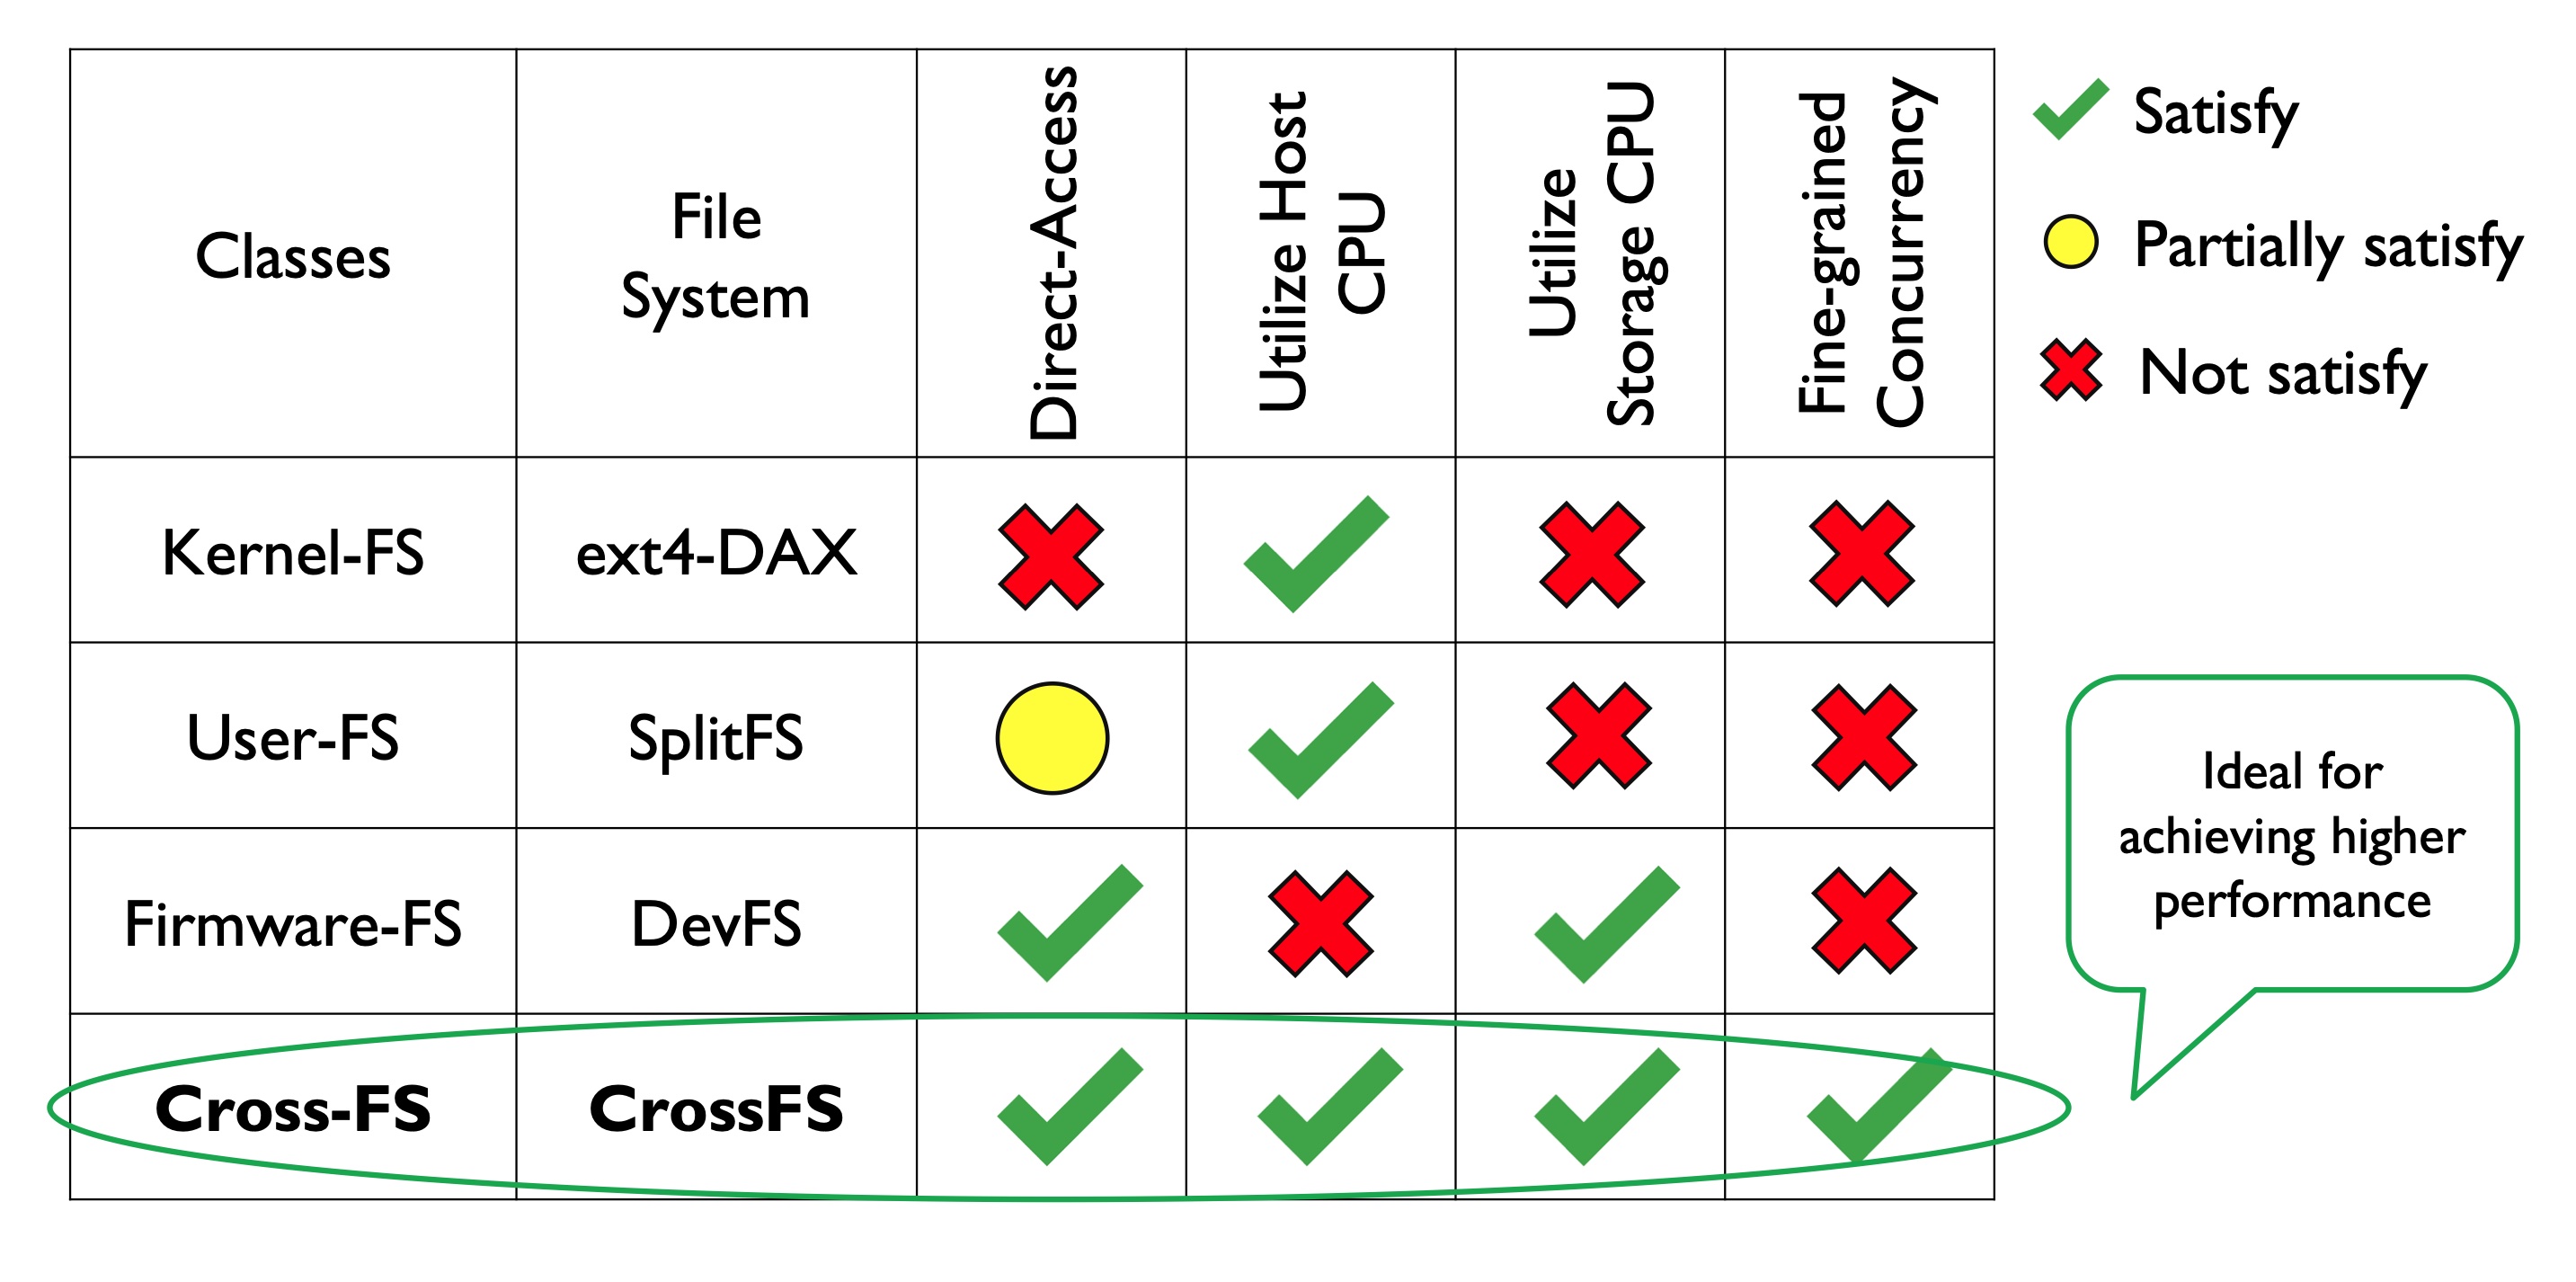 Classes
File
System
Direct-Access
Utilize Host
CPU
Utilize
Storage CPU
Fine-grained
Concurrency
Satisfy
Partially satisfy
Not satisfy
Kernel-FS
ext4-DAX
User-FS
SplitFS
Firmware-FS
DevFS
Cross-FS
CrossFS
Ideal for
achieving higher
performance